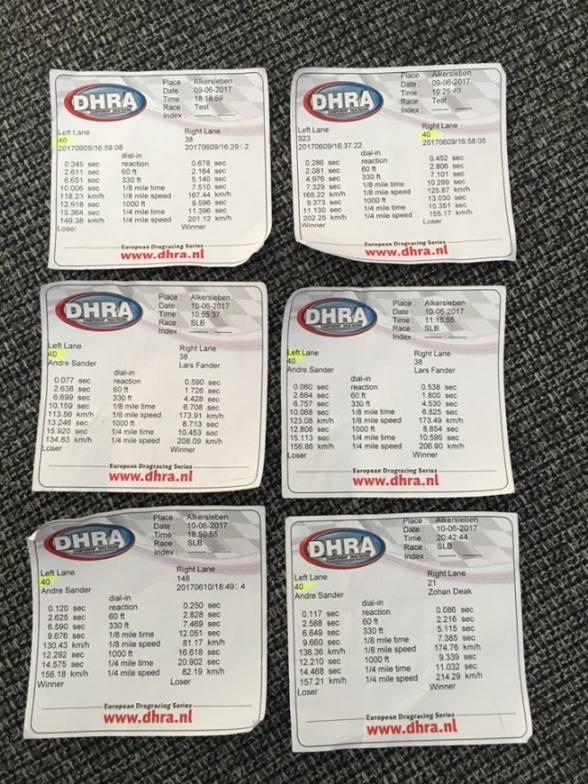 DHRA
Place : Alkersleben
Date : 09-06-2017
Time : 18:18:59
Race : Test
Index :
Left Lane Right Lane
40 38
20170609/16:58:08 20170609/16:29: 2
dial-in
0.345 sec reaction 0.678 sec
2.611 sec 60 ft 2.164 sec
6.651 sec 330 ft 5.140 sec
10.006 sec 1/8 mile time 7.510 sec
118.23 km/h 1/8 mile speed 167.44 km/h
12.918 sec 1000 ft 9.596 sec
15.364 sec 1/4 mile time 11.396 sec
149.38 km/h 1/4 mile speed 201.12 km/h
Loser Winner
European Dragracing Series
www.dhra.nl
DHRA
Place : Alkersleben
Date : 09-06-2017
Time : 19:25:40
Race : Test
Index :
Left Lane Right Lane
923 40
20170609/16:37:22 20170609/16:58:08
dial-in
0.286 sec reaction 0.452 sec
2.081 sec 60 ft 2.806 sec
4.976 sec 330 ft 7.101 sec
7.329 sec 1/8 mile time 10.299 sec
168.22 km/h 1/8 mile speed 125.67 km/h
9.373 sec 1000 ft 13.030 sec
11.130 sec 1/4 mile time 15.351 sec
202.25 km/h 1/4 mile speed 155.17 km/h
Winner Loser
European Dragracing Series
www.dhra.nl
DHRA
Place : Alkersleben
Date : 10-06-2017
Time : 10:55:37
Race : SLB
Index :
Left Lane Right Lane
40 38
Andre Sander Lars Fander
dial-in
0.077 sec reaction 0.590 sec
2.638 sec 60 ft 1.726 sec
6.699 sec 330 ft 4.428 sec
10.159 sec 1/8 mile time 6.708 sec
113.56 km/h 1/8 mile speed 173.91 km/h
13.246 sec 1000 ft 8.713 sec
15.920 sec 1/4 mile time 10.453 sec
134.83 km/h 1/4 mile speed 208.09 km/h
Loser Winner
European Dragracing Series
www.dhra.nl
DHRA
Place : Alkersleben
Date : 10-06-2017
Time : 11:15:55
Race : SLB
Index :
Left Lane Right Lane
40 38
Andre Sander Lars Fander
dial-in
0.060 sec reaction 0.538 sec
2.664 sec 60 ft 1.800 sec
6.757 sec 330 ft 4.530 sec
10.068 sec 1/8 mile time 6.825 sec
123.08 km/h 1/8 mile speed 173.49 km/h
12.808 sec 1000 ft 8.854 sec
15.113 sec 1/4 mile time 10.595 sec
156.86 km/h 1/4 mile speed 206.90 km/h
Loser Winner
European Dragracing Series
www.dhra.nl
DHRA
Place : Alkersleben
Date : 10-06-2017
Time : 18:50:55
Race : SLB
Index :
Left Lane Right Lane
40 148
Andre Sander 20170610/18:49: 4
dial-in
0.120 sec reaction 0.250 sec
2.625 sec 60 ft 2.828 sec
6.590 sec 330 ft 7.469 sec
9.676 sec 1/8 mile time 12.051 sec
130.43 km/h 1/8 mile speed 81.17 km/h
12.292 sec 1000 ft 16.618 sec
14.575 sec 1/4 mile time 20.902 sec
156.18 km/h 1/4 mile speed 82.19 km/h
Winner Loser
European Dragracing Series
www.dhra.nl
DHRA
Place : Alkersleben
Date : 10-06-2017
Time : 20:42:44
Race : SLB
Index :
Left Lane Right Lane
40 21
Andre Sander Zohan Deak
dial-in
0.117 sec reaction 0.086 sec
2.588 sec 60 ft 2.216 sec
6.649 sec 330 ft 5.115 sec
9.660 sec 1/8 mile time 7.385 sec
136.36 km/h 1/8 mile speed 174.76 km/h
12.210 sec 1000 ft 9.339 sec
14.468 sec 1/4 mile time 11.032 sec
157.21 km/h 1/4 mile speed 214.29 km/h
Loser Winner
European Dragracing Series
www.dhra.nl